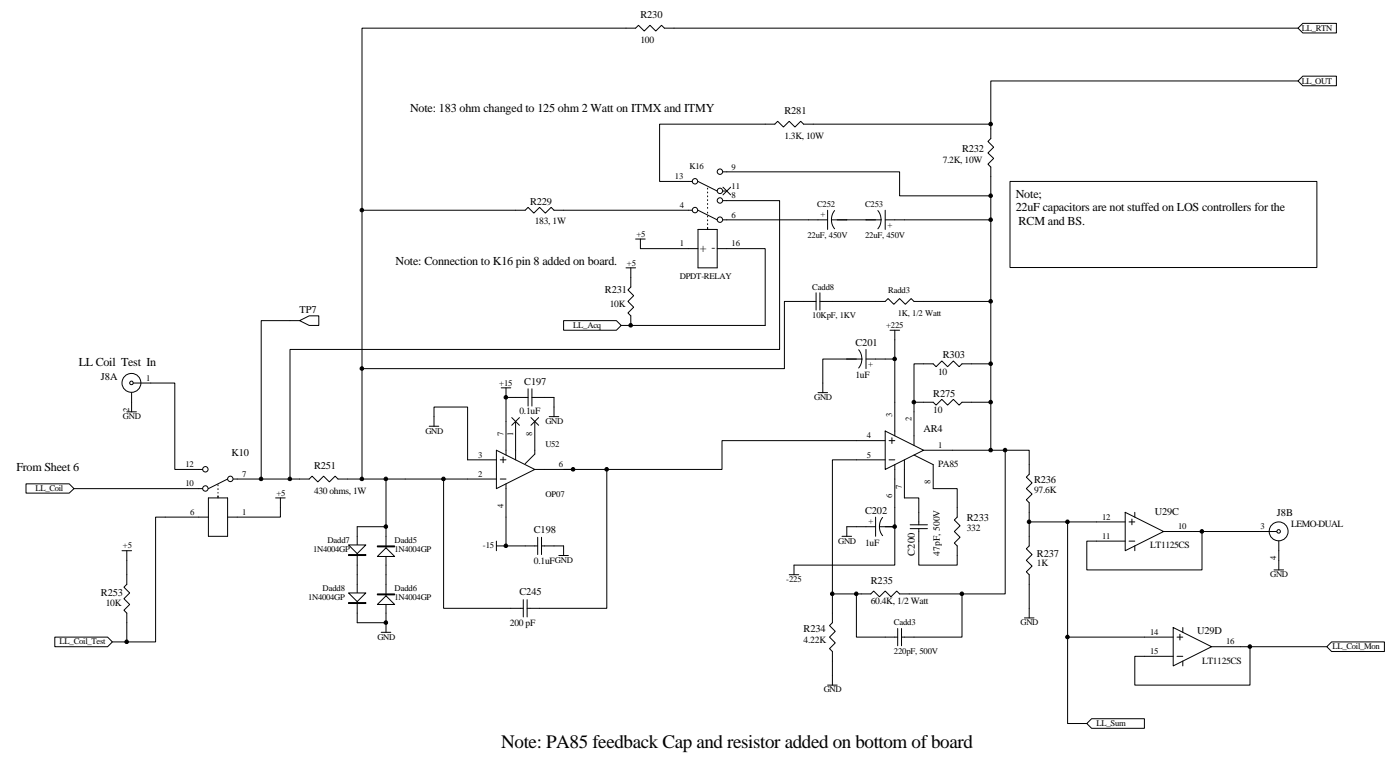 R230
100
LL_RTN
LL_OUT
Note: 183 ohm changed to 125 ohm 2 Watt on ITMX and ITMY
R281
1.3K, 10W
R232
7.2K, 10W
K16
9
13
11
8
Note;
22uF capacitors are not stuffed on LOS controllers for the
RCM and BS.
R229
183, 1W
4
6
C252
22uF, 450V
C253
22uF, 450V
+5
1
+ -
16
DPDT-RELAY
Note: Connection to K16 pin 8 added on board.
+5
R231
10K
LL_Acq
Cadd8
10KpF, 1KV
Radd3
1K, 1/2 Watt
TP7
+225
C201
1uF
GND
R303
10
R275
10
LL Coil Test In
J8A
1
2
GND
+15
C197
0.1uF
GND
GND
7
1
8
U52
3
2
6
4
OP07
-15
C198
0.1uF
GND
3
2
AR4
4
5
1
PA85
6
7
8
K10
12
7
10
From Sheet 6
LL_Coil
R251
430 ohms, 1W
+5
6
1
R236
97.6K
C202
1uF
GND
-225
C200
47pF, 500V
R233
332
12
11
U29C
10
LT1125CS
J8B
3
LEMO-DUAL
4
GND
Dadd7
1N4004GP
Dadd5
1N4004GP
Dadd8
1N4004GP
Dadd6
1N4004GP
GND
+5
R253
10K
LL_Coil_Test
C245
200 pF
R235
60.4K, 1/2 Watt
Cadd3
220pF, 500V
R234
4.22K
GND
R237
1K
GND
14
15
U29D
16
LT1125CS
LL_Coil_Mon
LL_Sum
Note: PA85 feedback Cap and resistor added on bottom of board